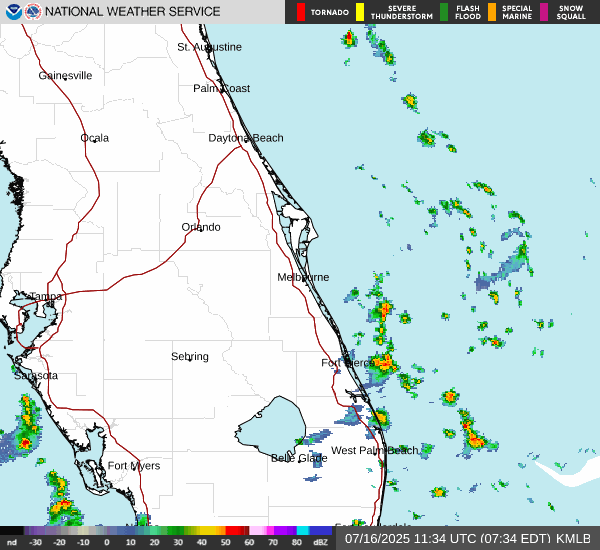 NATIONAL WEATHER SERVICE
TORNADO
SEVERE
THUNDERSTORM
FLASH
FLOOD
SPECIAL
MARINE
SNOW
SQUALL
St. Augustine
Gainesville
Palm Coast
Ocala
Daytona Beach
Orlando
Melbourne
Tampa
Sebring
Fort Pierce
Sarasota
West Palm Beach
Belle Glade
Fort Myers
nd -30 -20 -10 0 10 20 30 40 50 60 70 80 dBZ
07/16/2025 11:34 UTC (07:34 EDT) KMLB